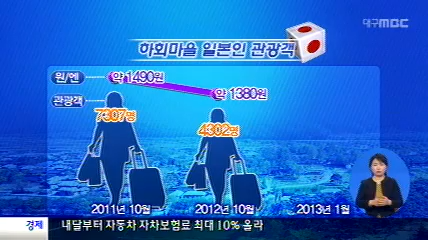 대구MBC
하회마을 일본인 관광객
원/엔
약 1490원
약 1380원
관광객
7307명
4302명
2011년 10월
2012년 10월
2013년 1월
경제
내달부터 자동차 자차보험료 최대 10% 올라